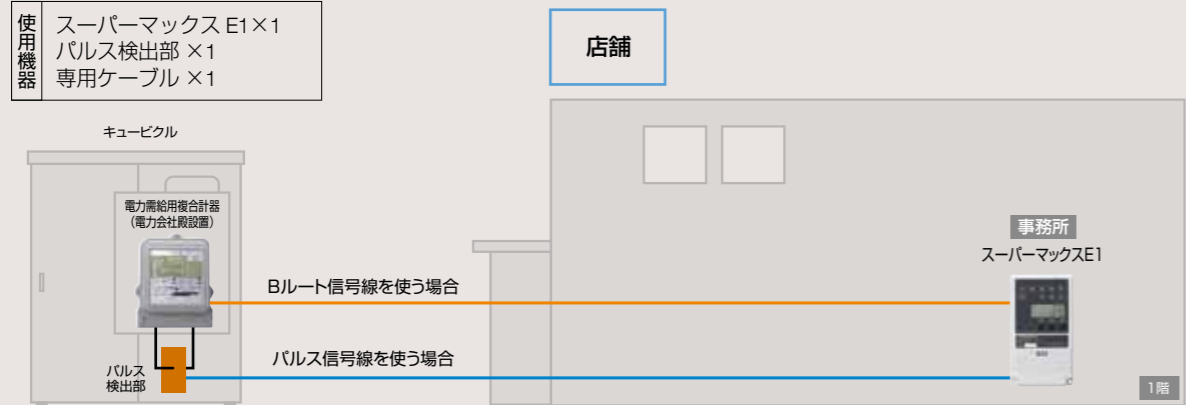 使用機器
スーパーマックス E1×1
パルス検出部 ×1
専用ケーブル ×1
店舗
キュービクル
電力需給用複合計器
（電力会社殿設置）
事務所
スーパーマックスE1
Bルート信号線を使う場合
パルス信号線を使う場合
パルス
検出部
1階